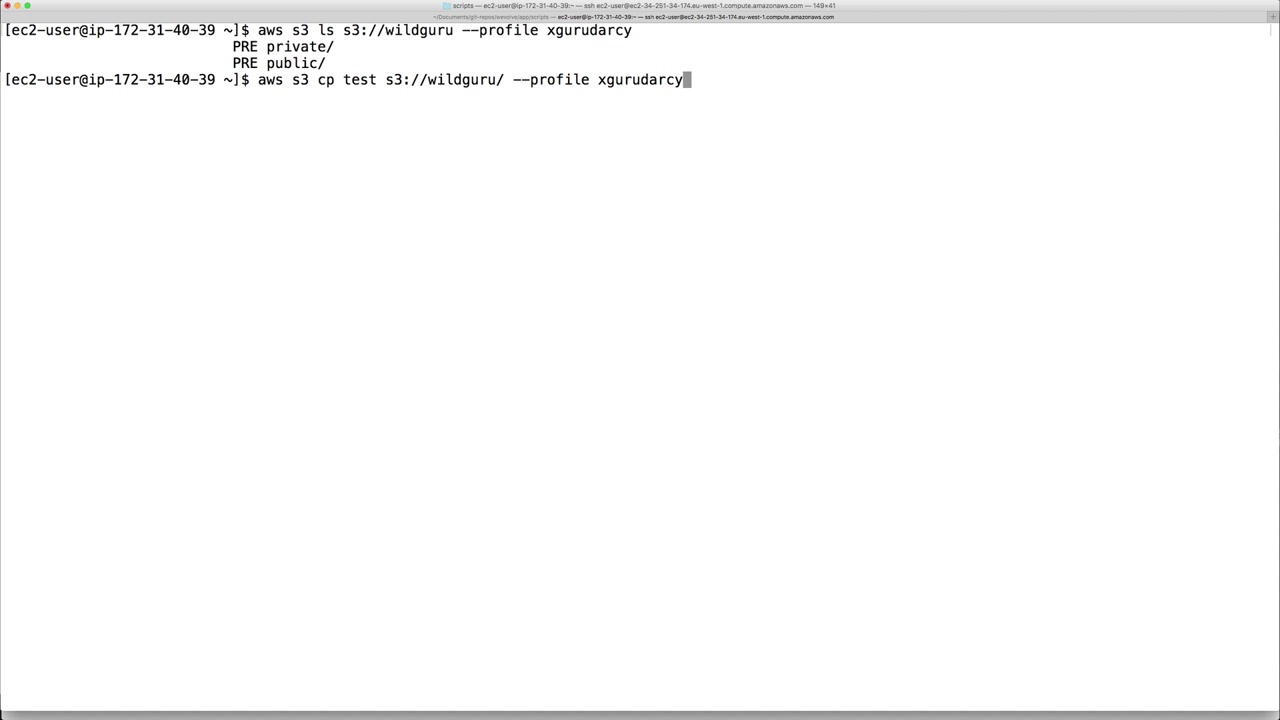 scripts — ec2-user@ip-172-31-40-39:~ — ssh ec2-user@ec2-34-251-34-174.eu-west-1.compute.amazonaws.com — 149×41
~/Documents/git-repos/wexolve/app/scripts — ec2-user@ip-172-31-40-39:~ — ssh ec2-user@ec2-34-251-34-174.eu-west-1.compute.amazonaws.com
[ec2-user@ip-172-31-40-39 ~]$ aws s3 ls s3://wildguru --profile xgurudarcy
PRE private/
PRE public/
[ec2-user@ip-172-31-40-39 ~]$ aws s3 cp test s3://wildguru/ --profile xgurudarcy